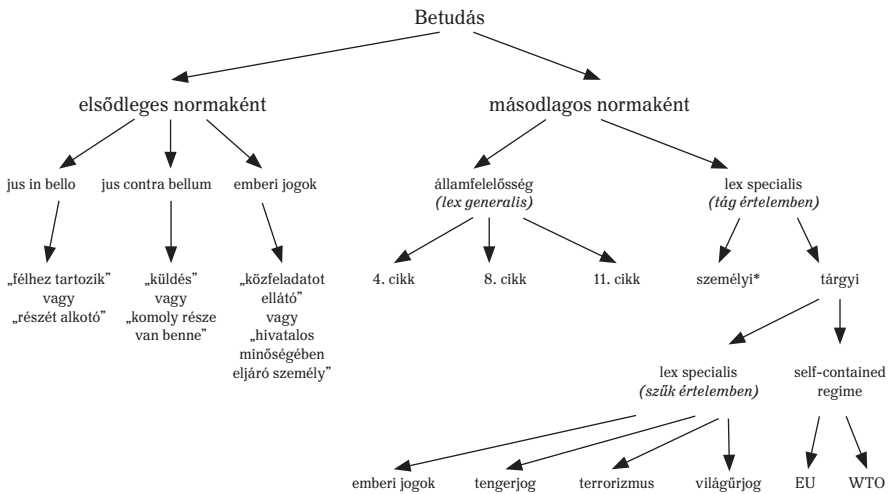 Betudás
elsődleges normaként
másodlagos normaként
jus in bello
jus contra bellum
emberi jogok
államfelelősség
(lex generalis)
lex specialis
(tág értelemben)
„félhez tartozik”
vagy
„részét alkotó”
„küldés”
vagy
„komoly része
van benne”
„közfeladatot
ellátó”
vagy
„hivatalos
minőségében
eljáró személy”
4. cikk
8. cikk
11. cikk
személyi*
tárgyi
lex specialis
(szűk értelemben)
self-contained
regime
emberi jogok
tengerjog
terrorizmus
világűrjog
EU
WTO